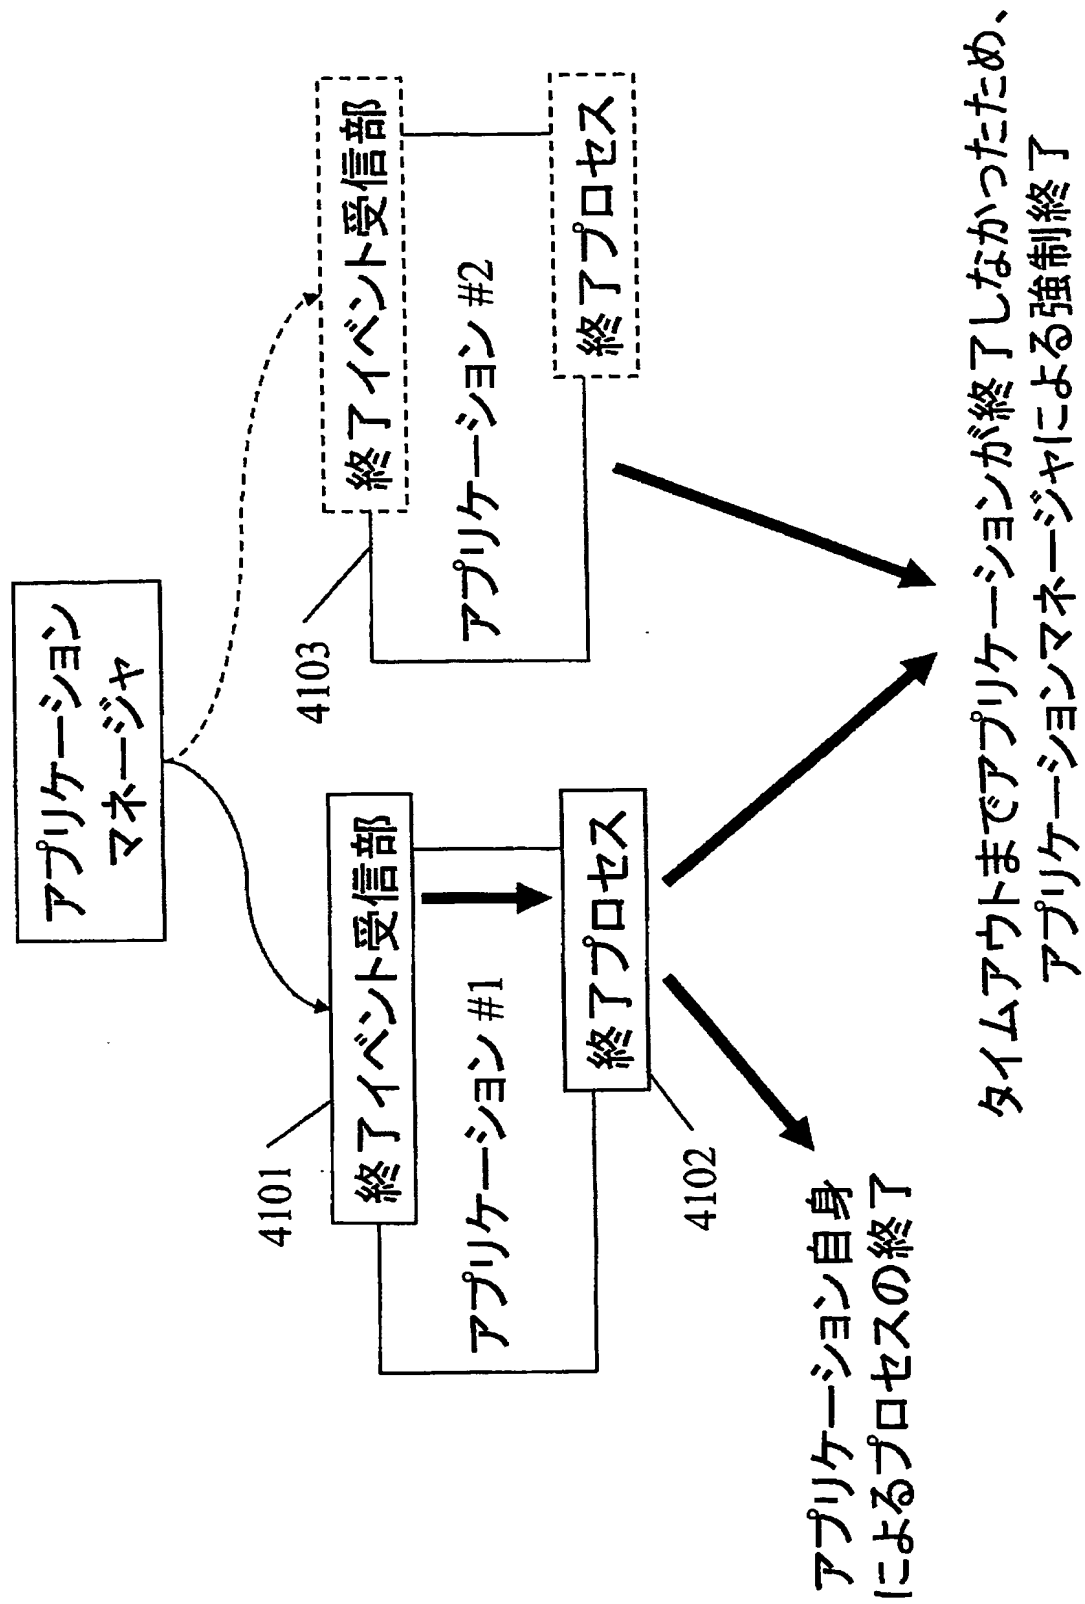 アプリケーション
マネージャ
4101
終了イベント受信部
アプリケーション #1
終了プロセス
4102
4103
終了イベント受信部
アプリケーション #2
終了プロセス
アプリケーション自身
によるプロセスの終了
タイムアウトまでアプリケーションが終了しなかったため、
アプリケーションマネージャによる強制終了